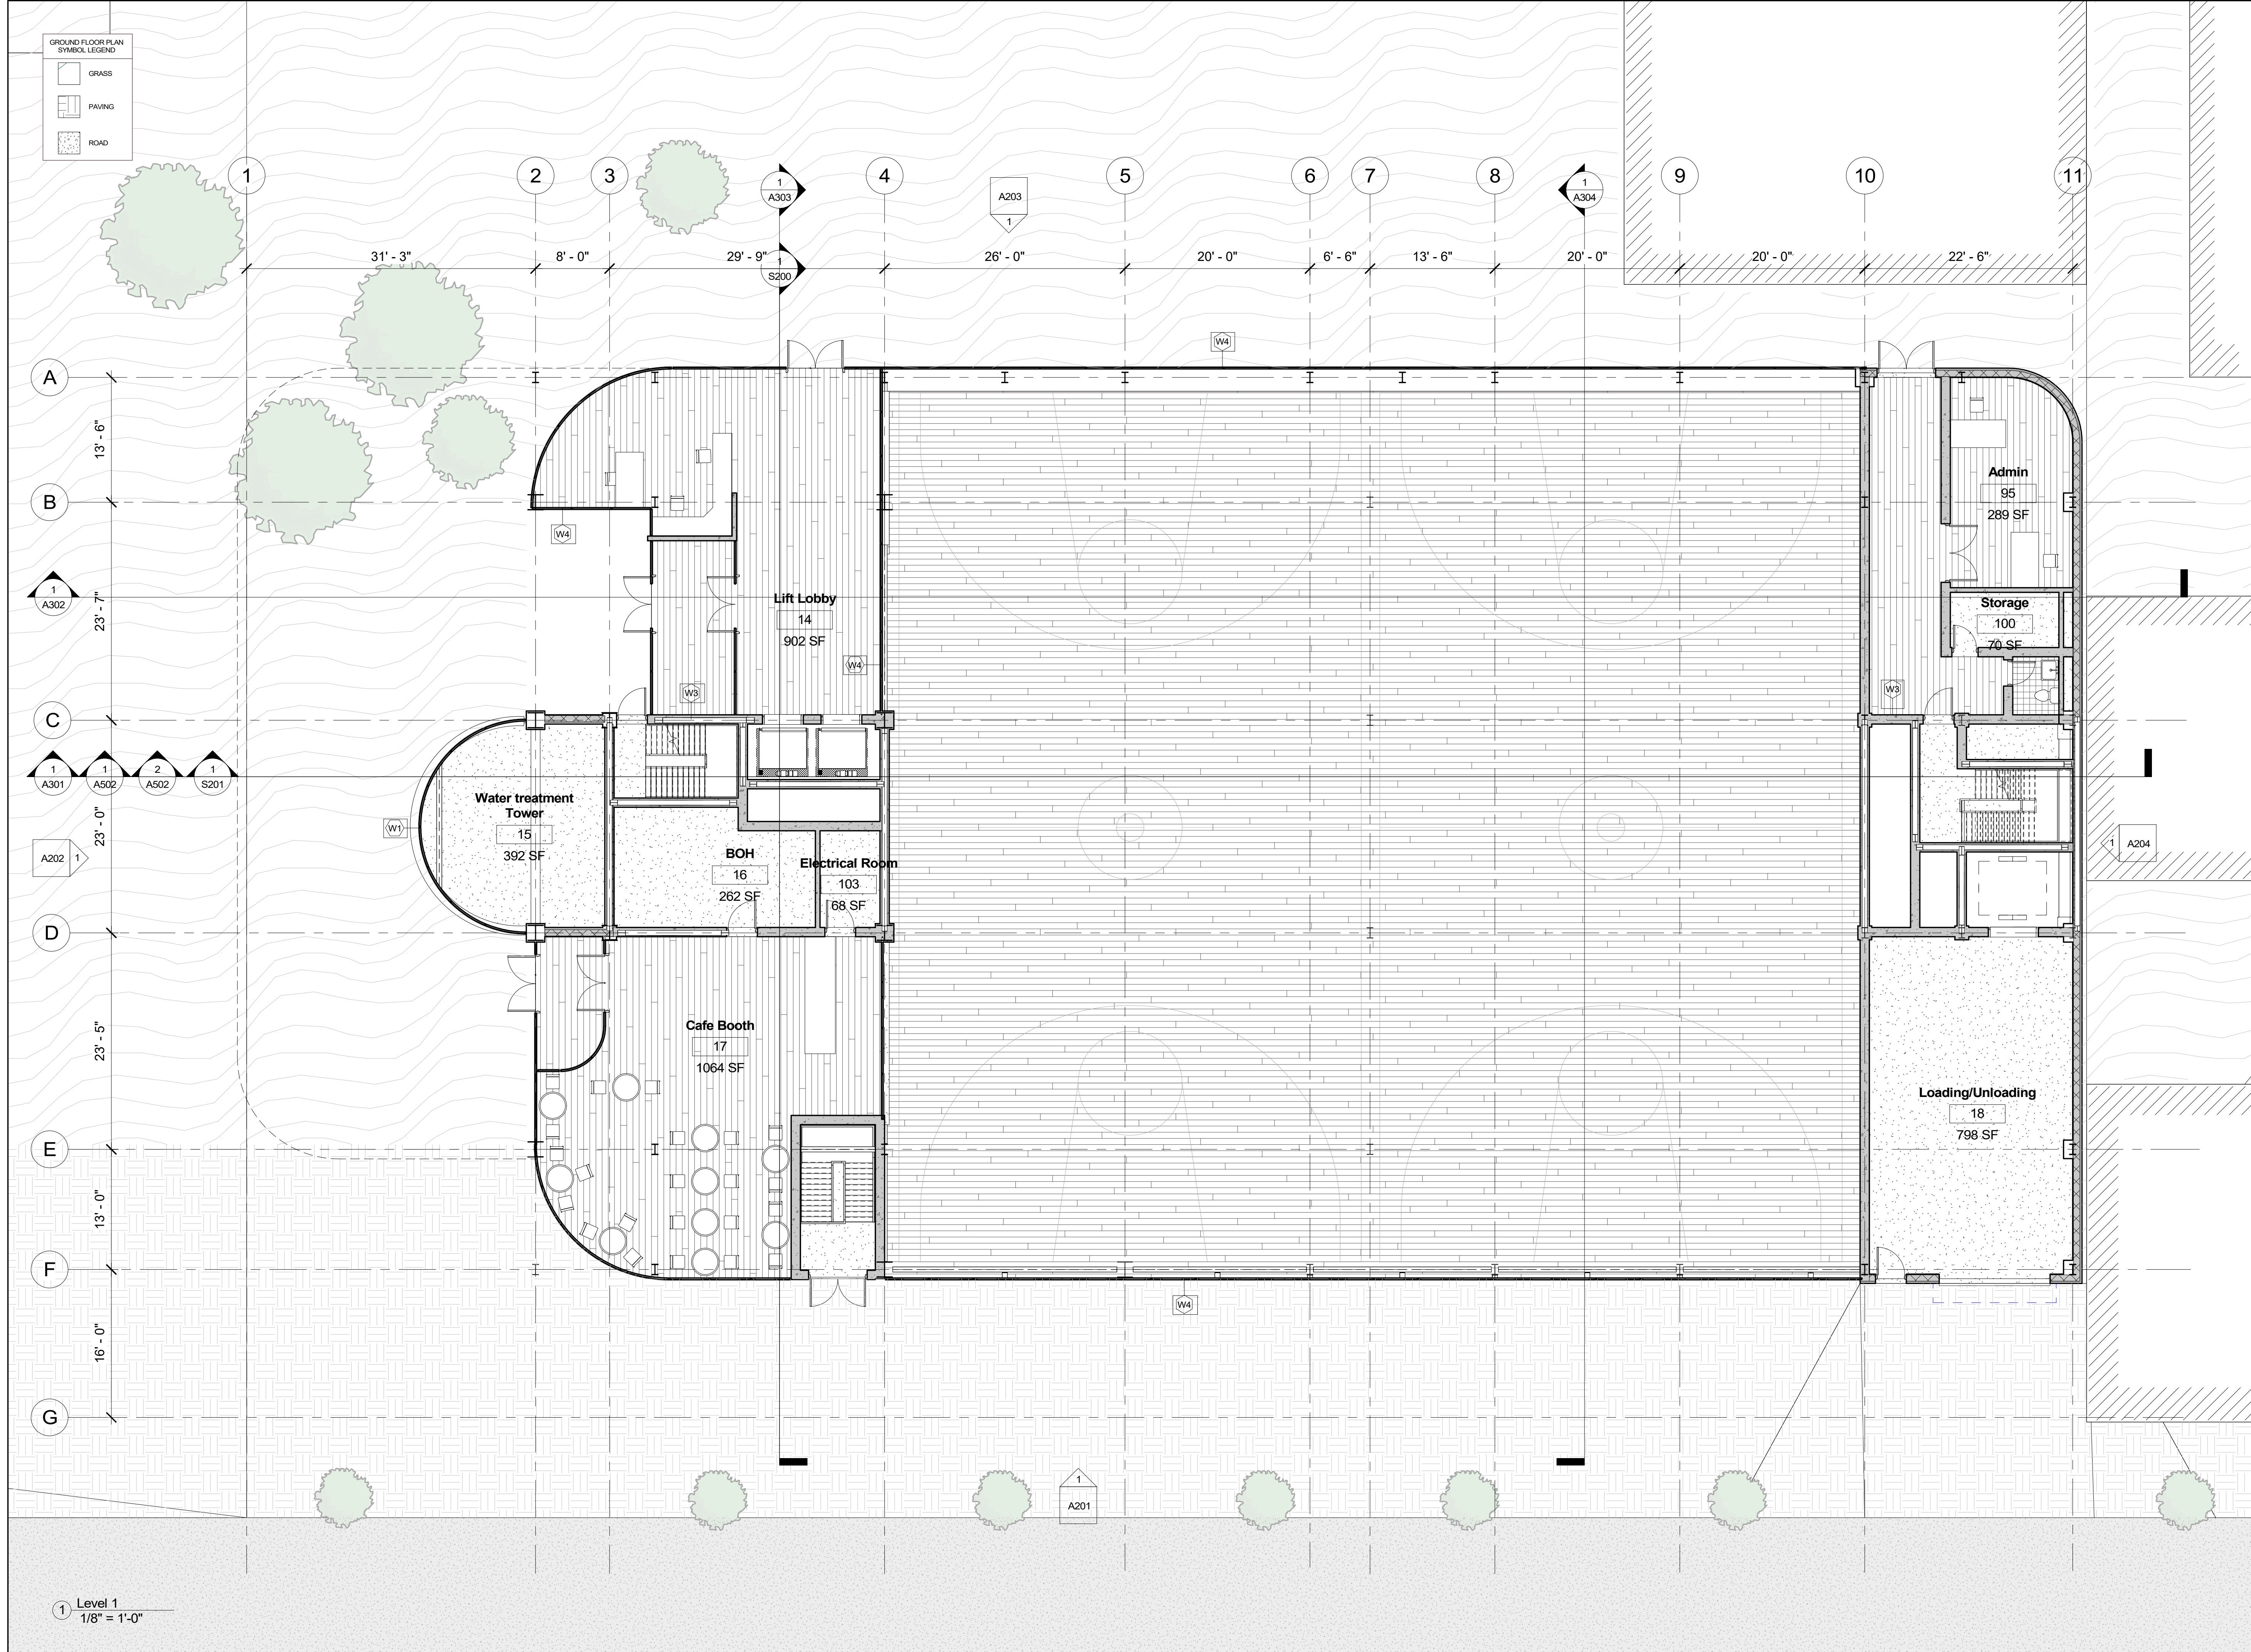 GROUND FLOOR PLAN
SYMBOL LEGEND
GRASS
PAVING
ROAD
1
2
3
4
5
6
7
8
9
10
11
1
A303
A203
1
1
A304
31' - 3"
8' - 0"
29' - 9"
26' - 0"
20' - 0"
6' - 6"
13' - 6"
20' - 0"
20' - 0"
22' - 6"
1
S200
W4
A
13' - 6"
B
23' - 7"
C
23' - 0"
D
23' - 5"
E
13' - 0"
F
16' - 0"
G
W4
Admin
95
289 SF
1
A302
Lift Lobby
14
902 SF
Storage
100
70 SF
W4
W3
W3
1
A301
1
A502
2
A502
1
S201
Water treatment
Tower
15
392 SF
W1
A202
1
BOH
16
262 SF
Electrical Room
103
68 SF
1
A204
Cafe Booth
17
1064 SF
Loading/Unloading
18
798 SF
W4
1
A201
1
Level 1
1/8" = 1'-0"